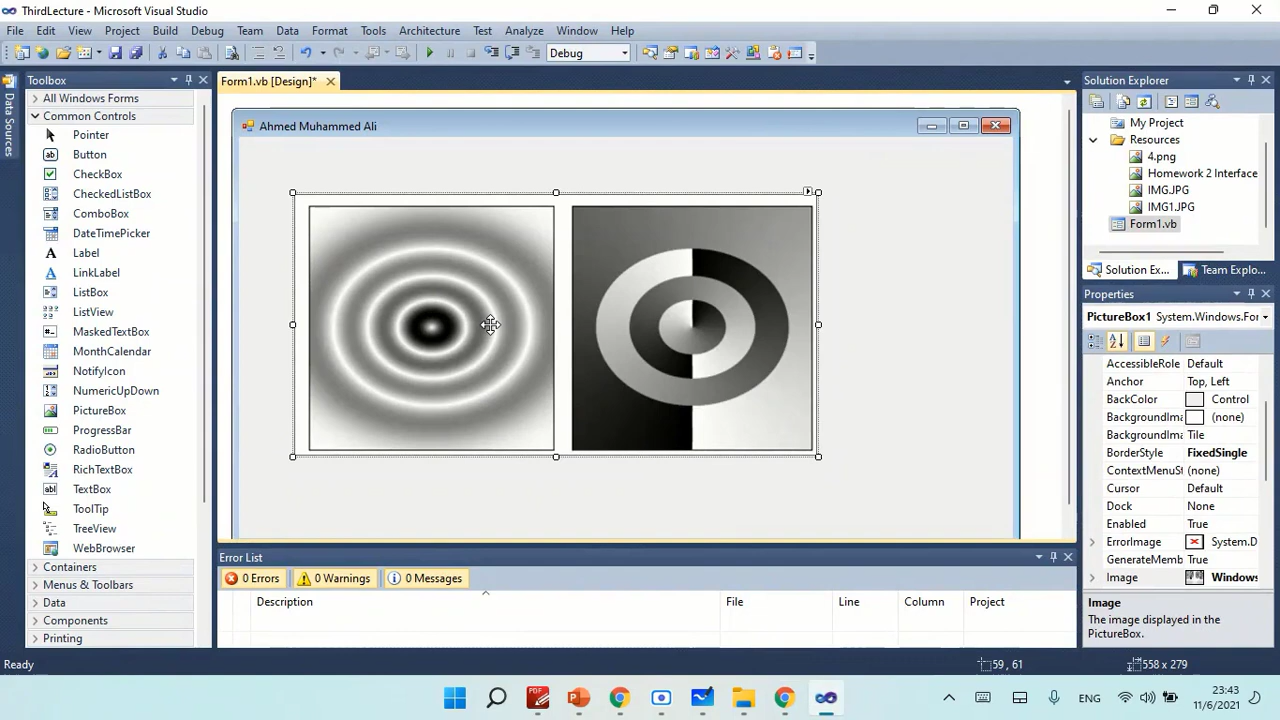 ThirdLecture - Microsoft Visual Studio
File Edit View Project Build Debug Team Data Format Tools Architecture Test Analyze Window Help
Debug
Data Sources
Toolbox
All Windows Forms
Common Controls
Pointer
Button
CheckBox
CheckedListBox
ComboBox
DateTimePicker
Label
LinkLabel
ListBox
ListView
MaskedTextBox
MonthCalendar
NotifyIcon
NumericUpDown
PictureBox
ProgressBar
RadioButton
RichTextBox
TextBox
ToolTip
TreeView
WebBrowser
Containers
Menus & Toolbars
Data
Components
Printing
Form1.vb [Design]*
Ahmed Muhammed Ali
Error List
0 Errors 0 Warnings 0 Messages
Description File Line Column Project
Solution Explorer
My Project
Resources
4.png
Homework 2 Interface
IMG.JPG
IMG1.JPG
Form1.vb
Solution Ex... Team Explo...
Properties
PictureBox1 System.Windows.For
AccessibleRole Default
Anchor Top, Left
BackColor Control
BackgroundIma (none)
BackgroundIma Tile
BorderStyle FixedSingle
ContextMenuSt (none)
Cursor Default
Dock None
Enabled True
ErrorImage System.D
GenerateMemb True
Image Windows
Image
The image displayed in the
PictureBox.
Ready 59 , 61 558 x 279
ENG 23:43
11/6/2021